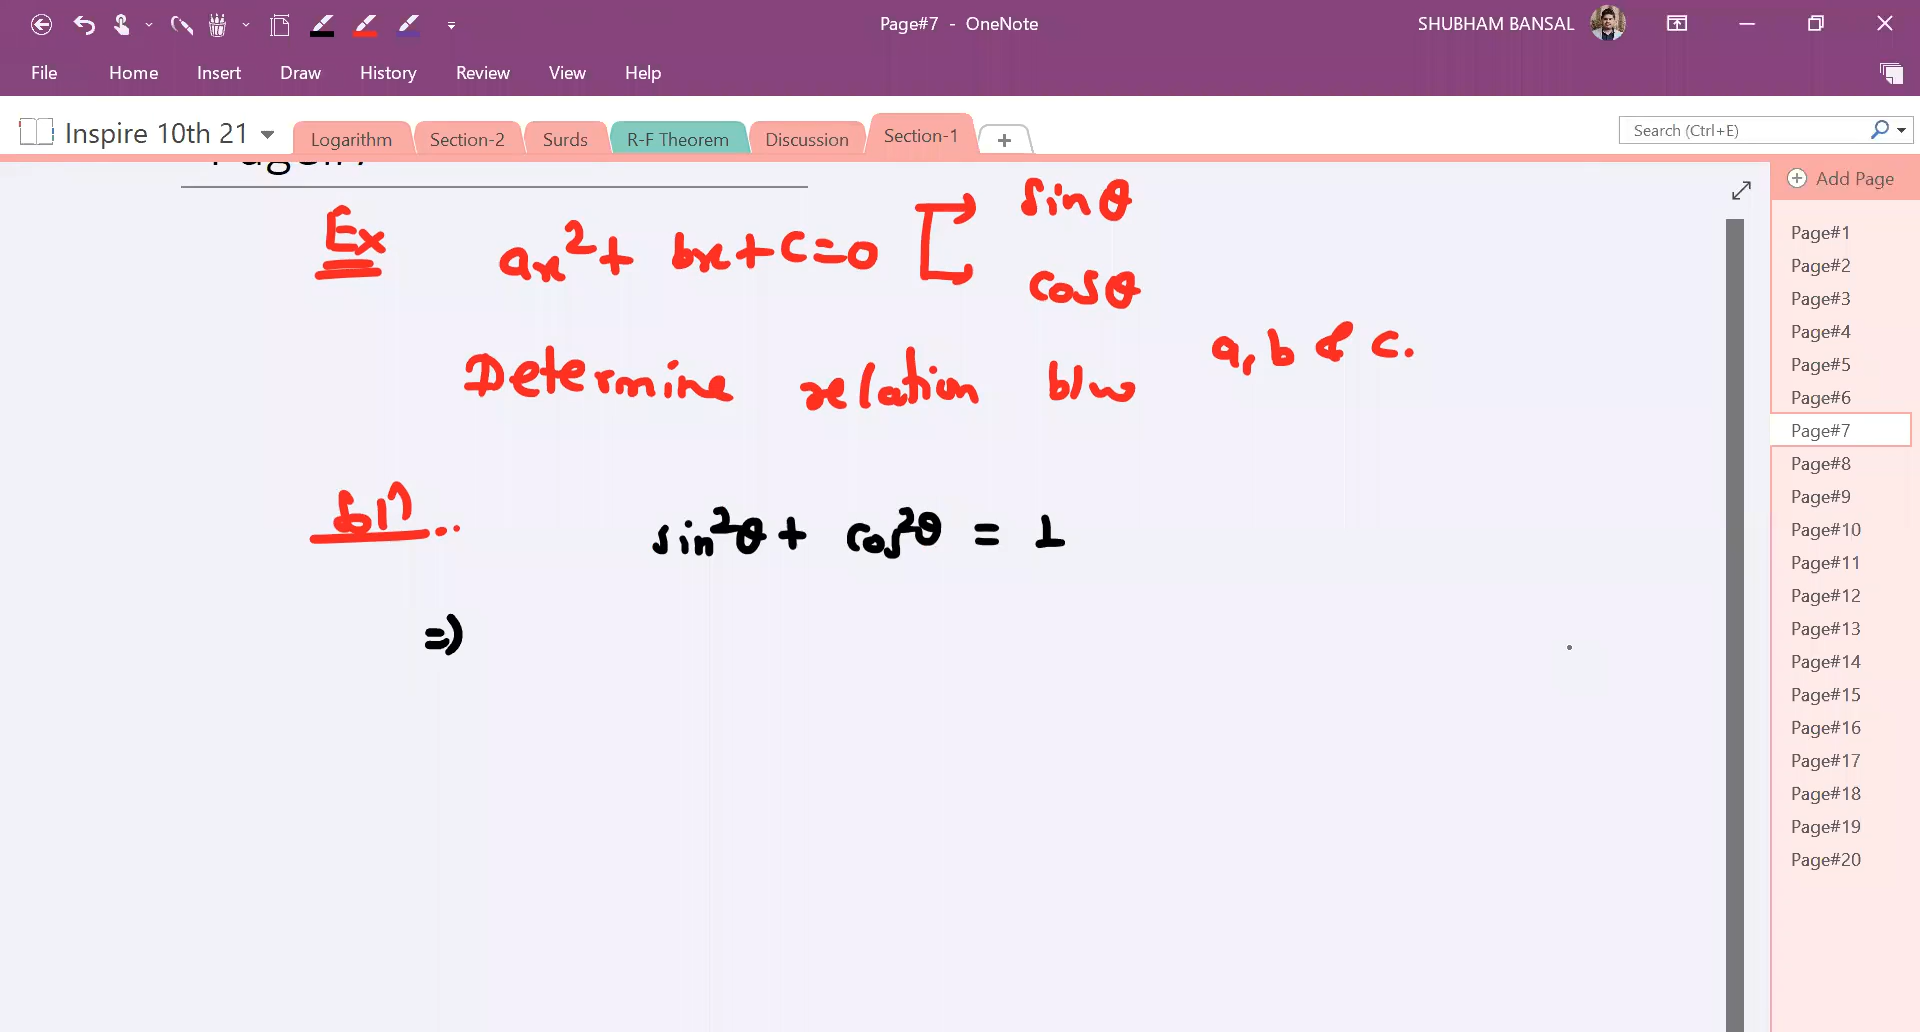 Page#7 - OneNote
SHUBHAM BANSAL
File Home Insert Draw History Review View Help
Inspire 10th 21
Logarithm Section-2 Surds R-F Theorem Discussion Section-1
Search (Ctrl+E)
Add Page
Ex ax² + bx + c = 0
sinθ
cosθ
Determine relation b/w a, b & c.
sin²θ + cos²θ = 1
=>
Page#1
Page#2
Page#3
Page#4
Page#5
Page#6
Page#7
Page#8
Page#9
Page#10
Page#11
Page#12
Page#13
Page#14
Page#15
Page#16
Page#17
Page#18
Page#19
Page#20